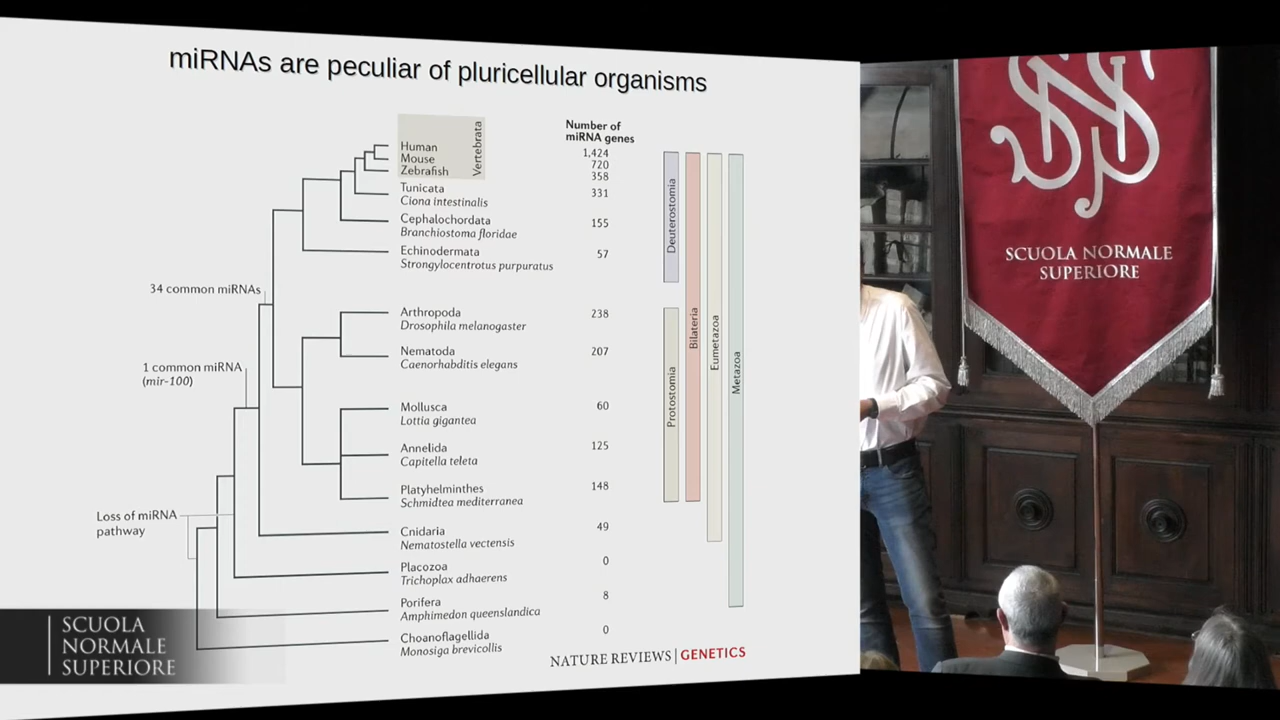 miRNAs are peculiar of pluricellular organisms
Number of
miRNA genes
Vertebrata
Human 1,424
Mouse 720
Zebrafish 358
Tunicata
Ciona intestinalis
331
Cephalochordata
Branchiostoma floridae
155
Echinodermata
Strongylocentrotus purpuratus
57
34 common miRNAs
Arthropoda
Drosophila melanogaster
238
Nematoda
Caenorhabditis elegans
207
1 common miRNA
(mir-100)
Mollusca
Lottia gigantea
60
Annelida
Capitella teleta
125
Platyhelminthes
Schmidtea mediterranea
148
Loss of miRNA
pathway
Cnidaria
Nematostella vectensis
49
Placozoa
Trichoplax adhaerens
0
Porifera
Amphimedon queenslandica
8
Choanoflagellida
Monosiga brevicollis
0
Deuterostomia
Protostomia
Bilateria
Eumetazoa
Metazoa
NATURE REVIEWS | GENETICS
SCUOLA
NORMALE
SUPERIORE
SNS
SCUOLA NORMALE
SUPERIORE